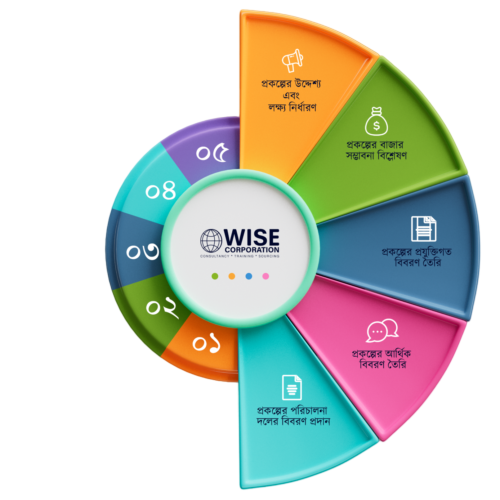 প্রকল্পের উদ্দেশ্য
এবং
লক্ষ্য নির্ধারণ
প্রকল্পের বাজার
সম্ভাবনা বিশ্লেষণ
প্রকল্পের প্রযুক্তিগত
বিবরণ তৈরি
প্রকল্পের আর্থিক
বিবরণ তৈরি
প্রকল্পের পরিচালনা
দলের বিবরণ প্রদান
০৫
০৪
০৩
০২
০১
WISE
CORPORATION
CONSULTANCY * TRAINING * SOURCING